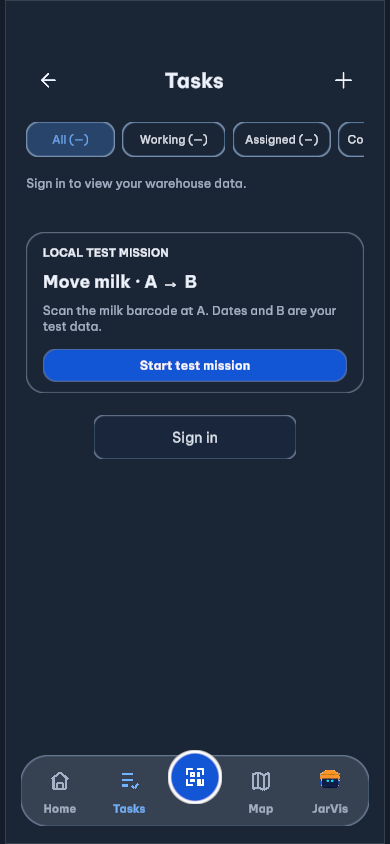 Tasks
All (—)
Working (—)
Assigned (—)
Co
Sign in to view your warehouse data.
LOCAL TEST MISSION
Move milk · A → B
Scan the milk barcode at A. Dates and B are your
test data.
Start test mission
Sign in
Home
Tasks
Map
JarVis